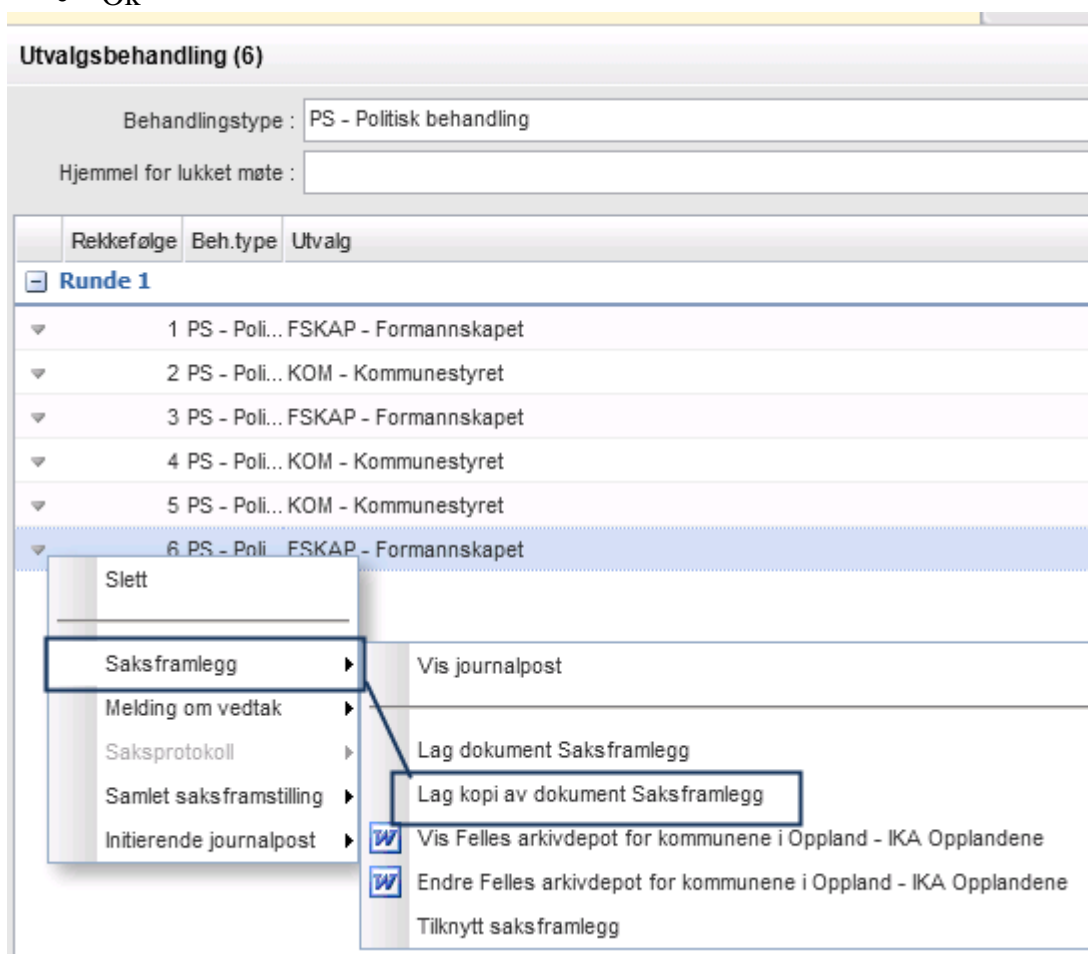 Ok
Utvalgsbehandling (6)
Behandlingstype : PS - Politisk behandling
Hjemmel for lukket møte :
Rekkefølge Beh.type Utvalg
Runde 1
1 PS - Poli... FSKAP - Formannskapet
2 PS - Poli... KOM - Kommunestyret
3 PS - Poli... FSKAP - Formannskapet
4 PS - Poli... KOM - Kommunestyret
5 PS - Poli... KOM - Kommunestyret
6 PS - Poli... FSKAP - Formannskapet
Slett
Saksframlegg
Melding om vedtak
Saksprotokoll
Samlet saksframstilling
Initierende journalpost
Vis journalpost
Lag dokument Saksframlegg
Lag kopi av dokument Saksframlegg
Vis Felles arkivdepot for kommunene i Oppland - IKA Opplandene
Endre Felles arkivdepot for kommunene i Oppland - IKA Opplandene
Tilknytt saksframlegg